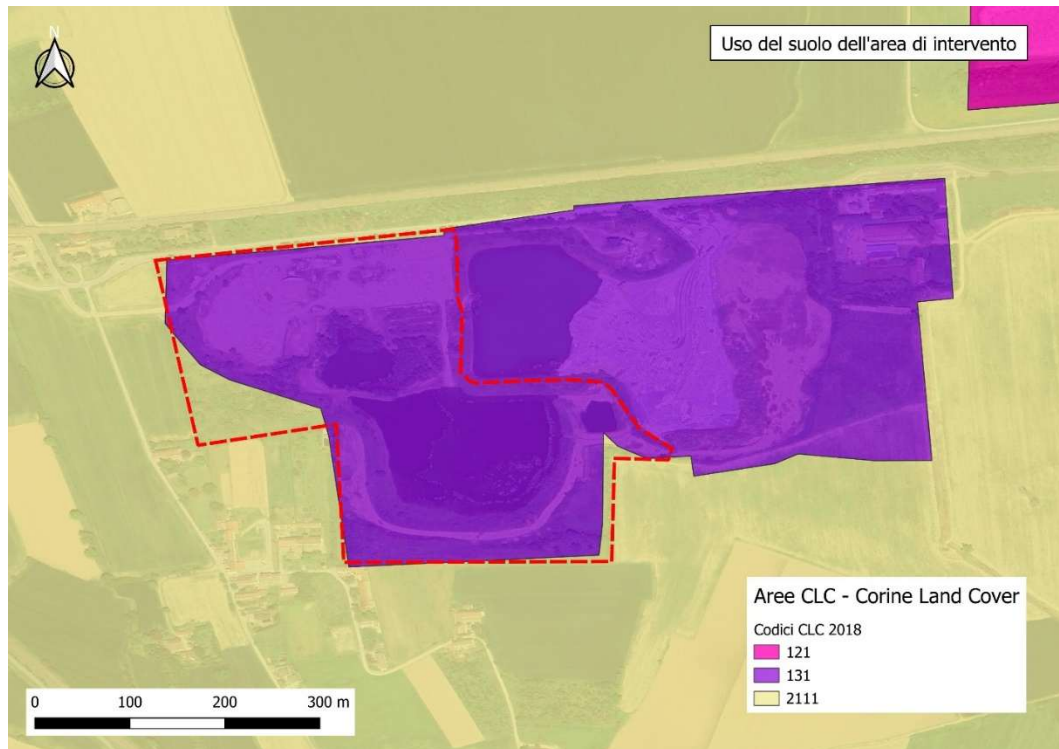 N
Uso del suolo dell'area di intervento
Aree CLC - Corine Land Cover
Codici CLC 2018
121
131
2111
0 100 200 300 m